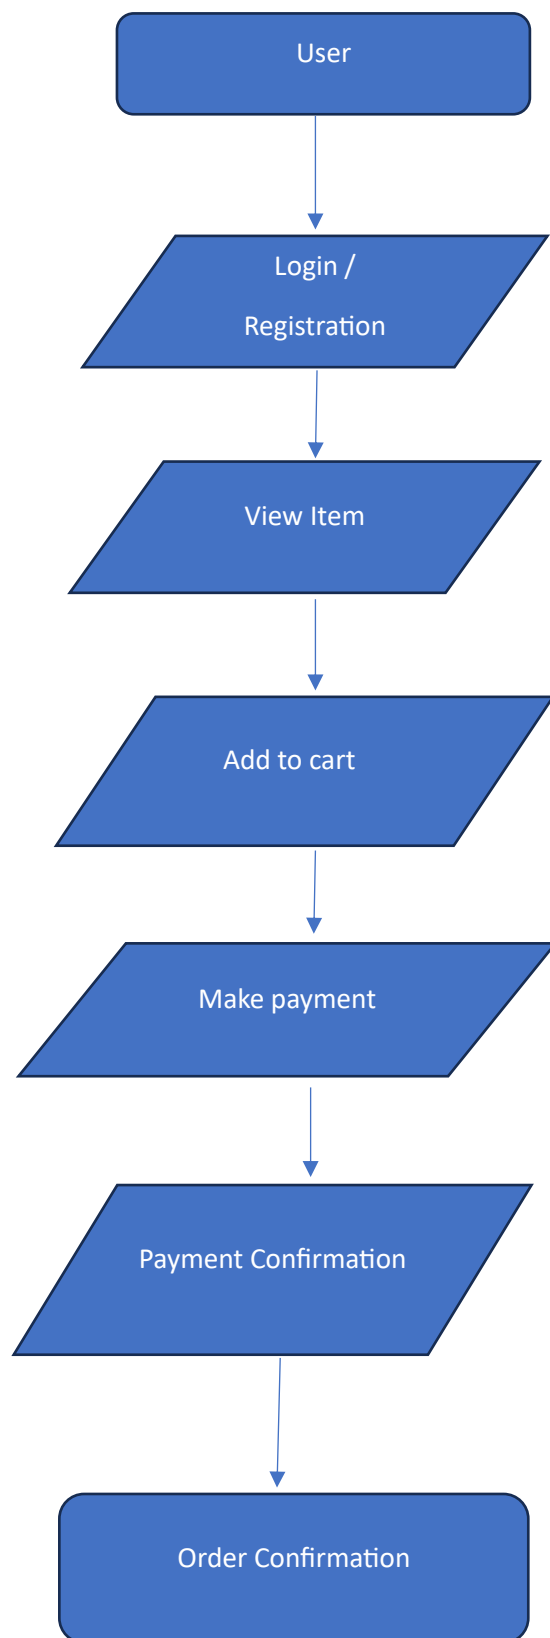 User
Login /
Registration
View Item
Add to cart
Make payment
Payment Confirmation
Order Confirmation